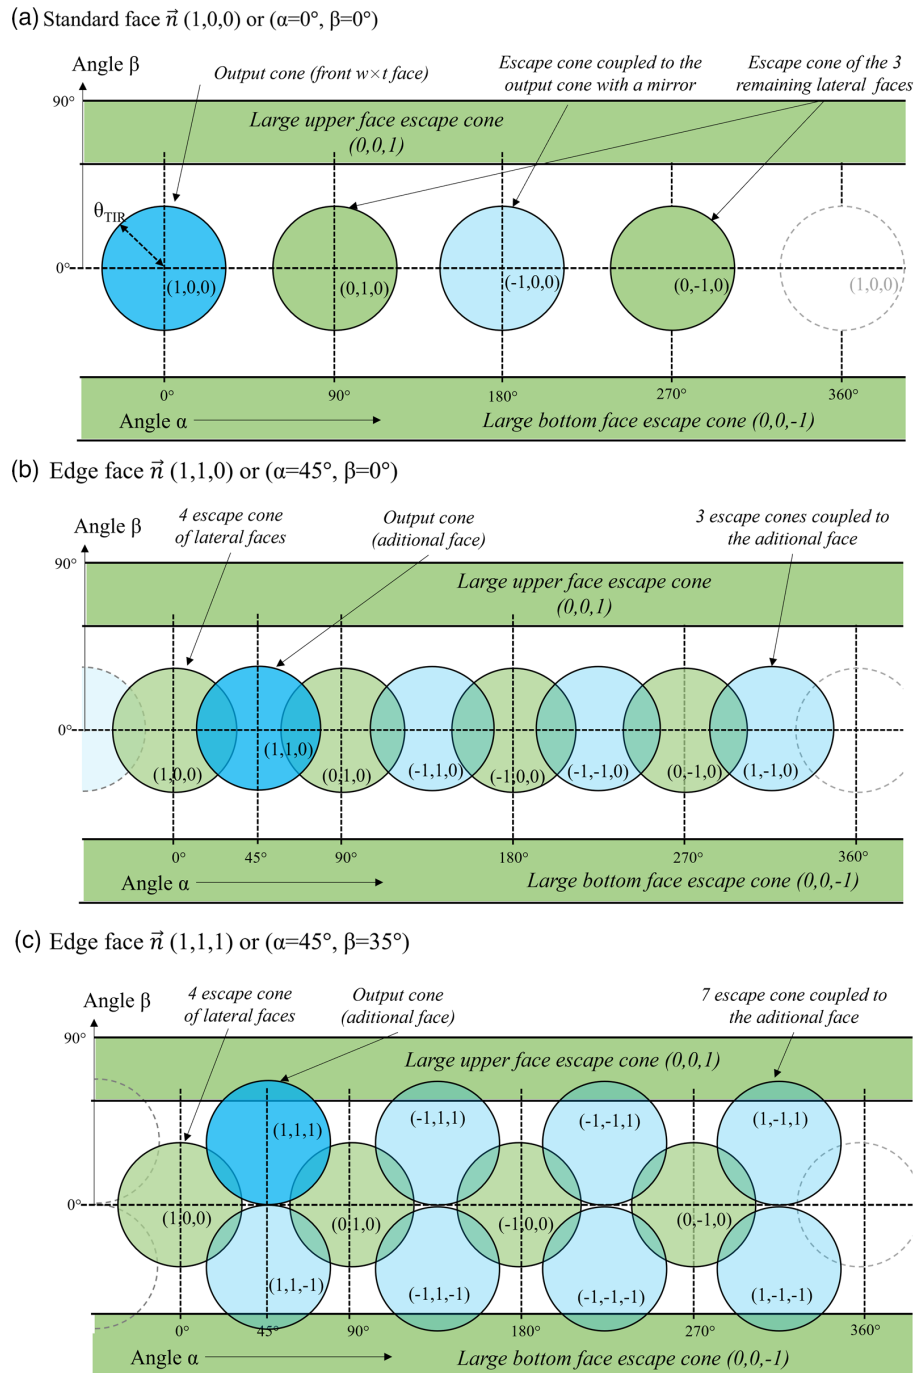 (a) Standard face n⃗ (1,0,0) or (α=0°, β=0°)
Angle β
Output cone (front w×t face)
Escape cone coupled to the
output cone with a mirror
Escape cone of the 3
remaining lateral faces
90°
Large upper face escape cone
(0,0,1)
θTIR
0°
(1,0,0)
(0,1,0)
(-1,0,0)
(0,-1,0)
(1,0,0)
0°
90°
180°
270°
360°
Angle α
Large bottom face escape cone (0,0,-1)
(b) Edge face n⃗ (1,1,0) or (α=45°, β=0°)
Angle β
4 escape cone
of lateral faces
Output cone
(aditional face)
3 escape cones coupled to
the aditional face
90°
Large upper face escape cone
(0,0,1)
0°
(1,0,0)
(1,1,0)
(0,1,0)
(-1,1,0)
(-1,0,0)
(-1,-1,0)
(0,-1,0)
(1,-1,0)
0°
45°
90°
180°
270°
360°
Angle α
Large bottom face escape cone (0,0,-1)
(c) Edge face n⃗ (1,1,1) or (α=45°, β=35°)
Angle β
4 escape cone
of lateral faces
Output cone
(aditional face)
7 escape cone coupled to
the aditional face
90°
Large upper face escape cone (0,0,1)
(1,1,1)
(-1,1,1)
(-1,-1,1)
(1,-1,1)
0°
(1,0,0)
(0,1,0)
(-1,0,0)
(0,-1,0)
(1,1,-1)
(-1,1,-1)
(-1,-1,-1)
(1,-1,-1)
0°
45°
90°
180°
270°
360°
Angle α
Large bottom face escape cone (0,0,-1)